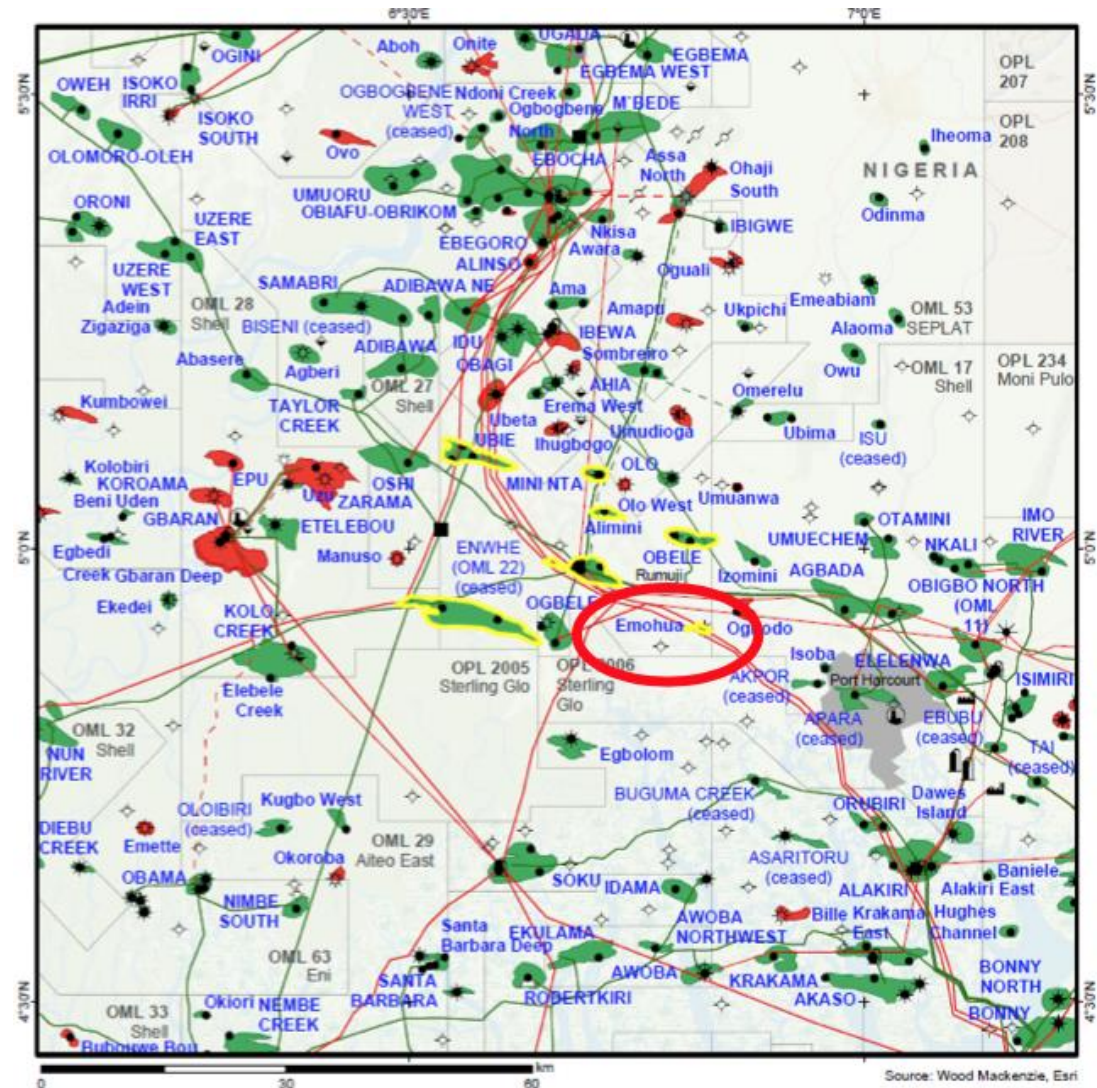 6°30'E
7°0'E
5°30'N
5°30'N
5°0'N
5°0'N
4°30'N
4°30'N
OGINI
Aboh
Onite
UGADA
EGBEMA
EGBEMA WEST
OPL
207
OWEH
ISOKO
IRRI
OGBOGBENE
WEST
(ceased)
Ndoni Creek
Ogbogbene
North
M'BEDE
ISOKO
SOUTH
OPL
208
Iheoma
OLOMORO-OLEH
Ovo
EBOCHA
Assa
North
Ohaji
South
NIGERIA
ORONI
UMUORU
OBIAFU-OBRIKOM
Odinma
UZERE
EAST
EBEGORO
Nkisa
Awara
IBIGWE
UZERE
WEST
ALINSO
Oguali
SAMABRI
ADIBAWA NE
Ama
Amapu
Ukpichi
Emeabiam
Adein
Zigaziga
OML 28
Shell
BISENI (ceased)
IDU
IBEWA
Alaoma
OML 53
SEPLAT
Abasere
Agberi
ADIBAWA
OBAGI
Sombreiro
Owu
OML 17
Shell
OPL 234
Moni Pulo
OML 27
Shell
AHIA
Omerelu
Kumbowei
TAYLOR
CREEK
Ubeta
Erema West
Umudioga
Ubima
ISU
(ceased)
UBIE
Ihugbogo
Kolobiri
KOROAMA
EPU
OSHI
OLO
MINI NTA
Beni Uden
Uzu
ZARAMA
Olo West
Umuanwa
GBARAN
ETELEBOU
Alimini
OTAMINI
IMO
RIVER
Egbedi
Creek
Gbaran Deep
Manuso
ENWHE
(OML 22)
(ceased)
OBELE
UMUECHEM
NKALI
Rumuji
Izomini
AGBADA
OBIGBO NORTH
(OML
11)
Ekedei
KOLO
CREEK
OGBELE
Emohua
OPL 2005
Sterling Glo
Sterling
Glo
Isoba
ELELENWA
AKPOR
(ceased)
Port Harcourt
ISIMIRI
Elebele
Creek
OML 32
Shell
APARA
(ceased)
EBUBU
(ceased)
TAI
(ceased)
NUN
RIVER
Egbolom
BUGUMA CREEK
(ceased)
Dawes
Island
OLOIBIRI
(ceased)
Kugbo West
ORUBIRI
DIEBU
CREEK
Emette
OML 29
Aiteo East
ASARITORU
(ceased)
Okoroba
OBAMA
SOKU
IDAMA
ALAKIRI
Baniele
Alakiri East
NIMBE
SOUTH
Santa
Barbara Deep
EKULAMA
AWOBA
NORTHWEST
Bille
Krakama
East
Hughes
Channel
OML 63
Eni
SANTA
BARBARA
AWOBA
KRAKAMA
AKASO
BONNY
NORTH
RODERTKIRI
OML 33
Shell
Okiori
NEMBE
CREEK
BONNY
0
30
60
km
Source: Wood Mackenzie, Esri